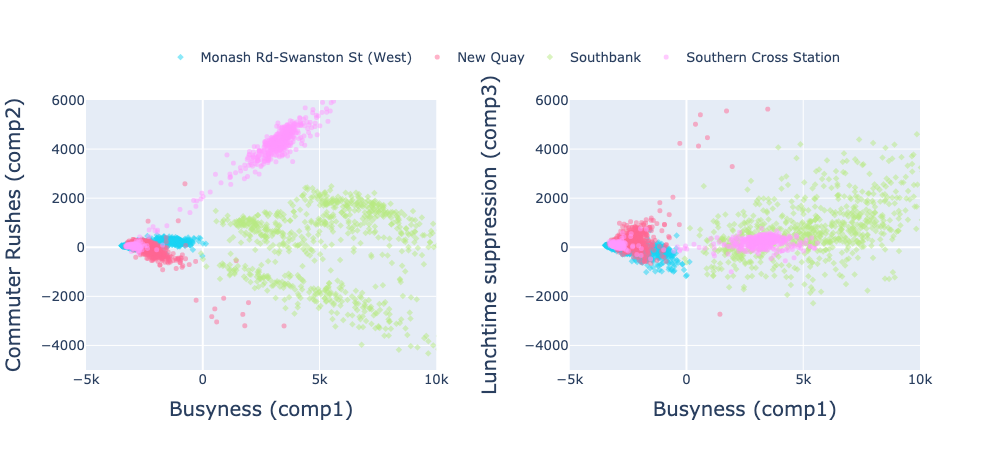 Monash Rd-Swanston St (West) New Quay Southbank Southern Cross Station
Commuter Rushes (comp2)
6000
4000
2000
0
−2000
−4000
−5k 0 5k 10k
Busyness (comp1)
Lunchtime suppression (comp3)
6000
4000
2000
0
−2000
−4000
−5k 0 5k 10k
Busyness (comp1)